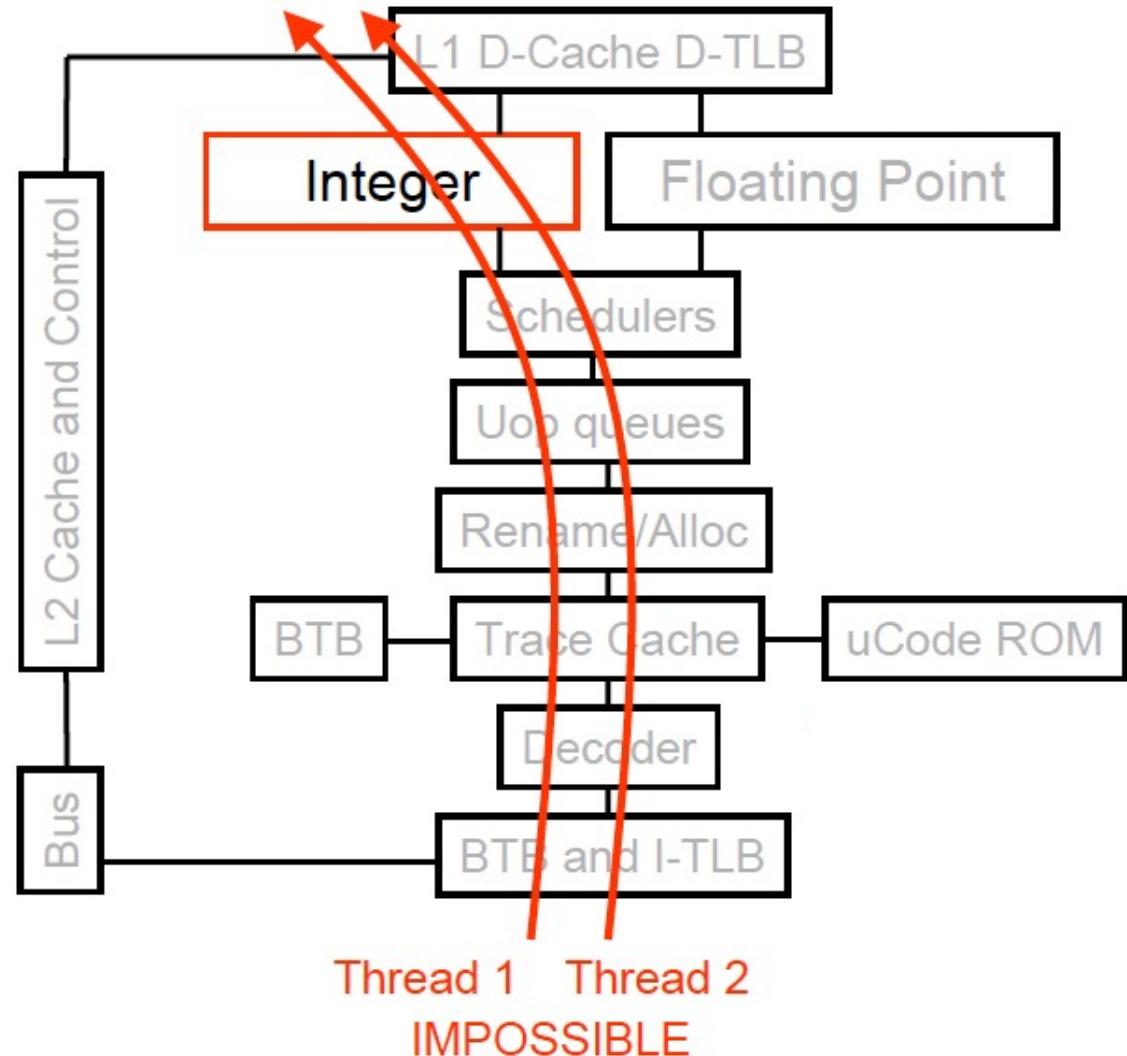 L1 D-Cache D-TLB
Integer
Floating Point
L2 Cache and Control
Schedulers
Uop queues
Rename/Alloc
BTB
Trace Cache
uCode ROM
Decoder
Bus
BTB and I-TLB
Thread 1
Thread 2
IMPOSSIBLE